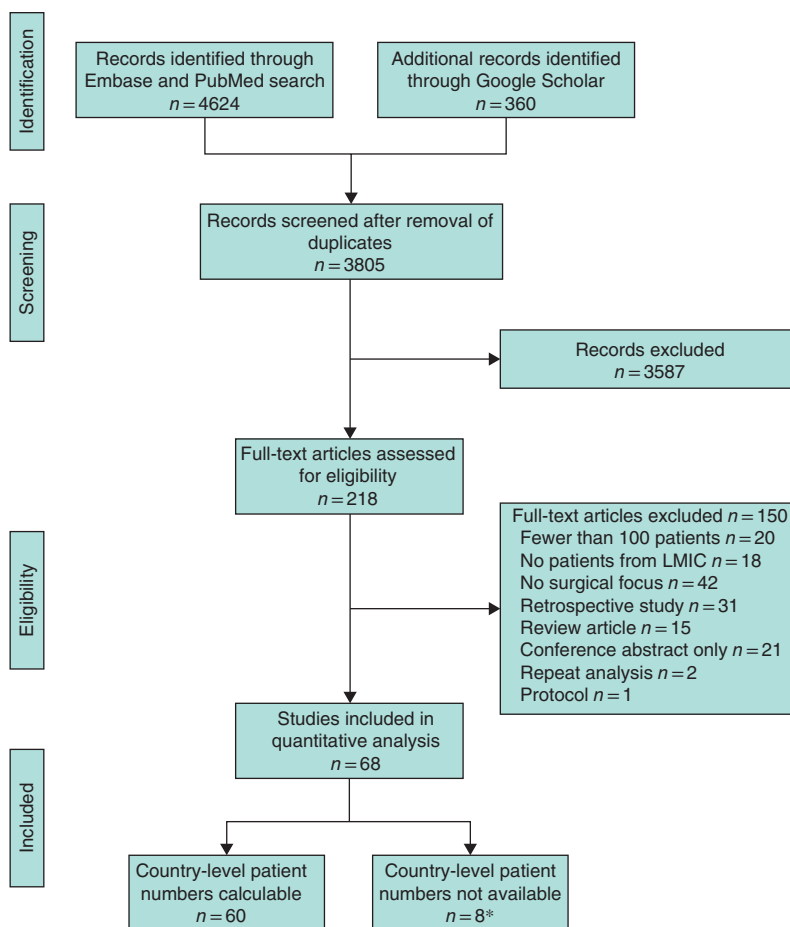 Identification
Records identified through
Embase and PubMed search
n = 4624
Additional records identified
through Google Scholar
n = 360
Screening
Records screened after removal of
duplicates
n = 3805
Records excluded
n = 3587
Full-text articles assessed
for eligibility
n = 218
Eligibility
Full-text articles excluded n = 150
Fewer than 100 patients n = 20
No patients from LMIC n = 18
No surgical focus n = 42
Retrospective study n = 31
Review article n = 15
Conference abstract only n = 21
Repeat analysis n = 2
Protocol n = 1
Studies included in
quantitative analysis
n = 68
Included
Country-level patient
numbers calculable
n = 60
Country-level patient
numbers not available
n = 8*